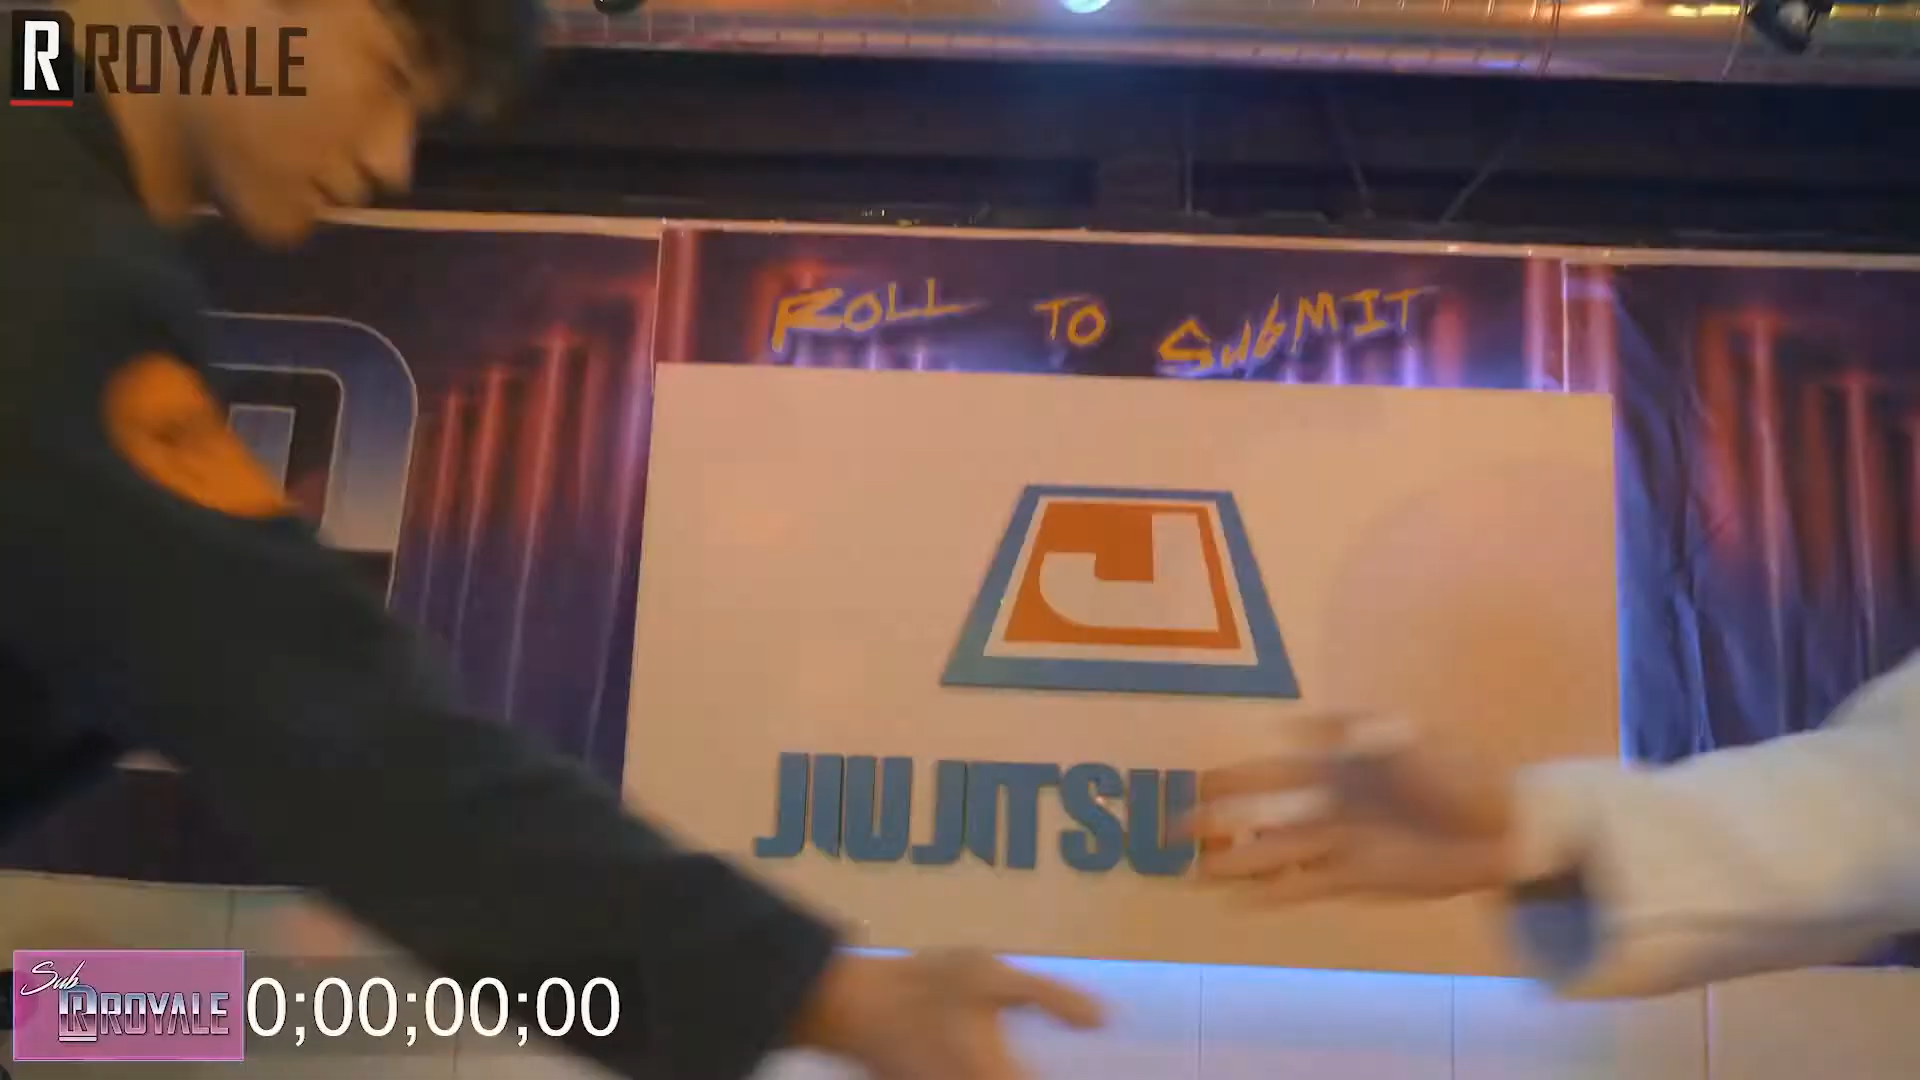 R ROYALE
ROLL TO SubMIT
J
JIUJITSU
Sub
R ROYALE
0;00;00;00